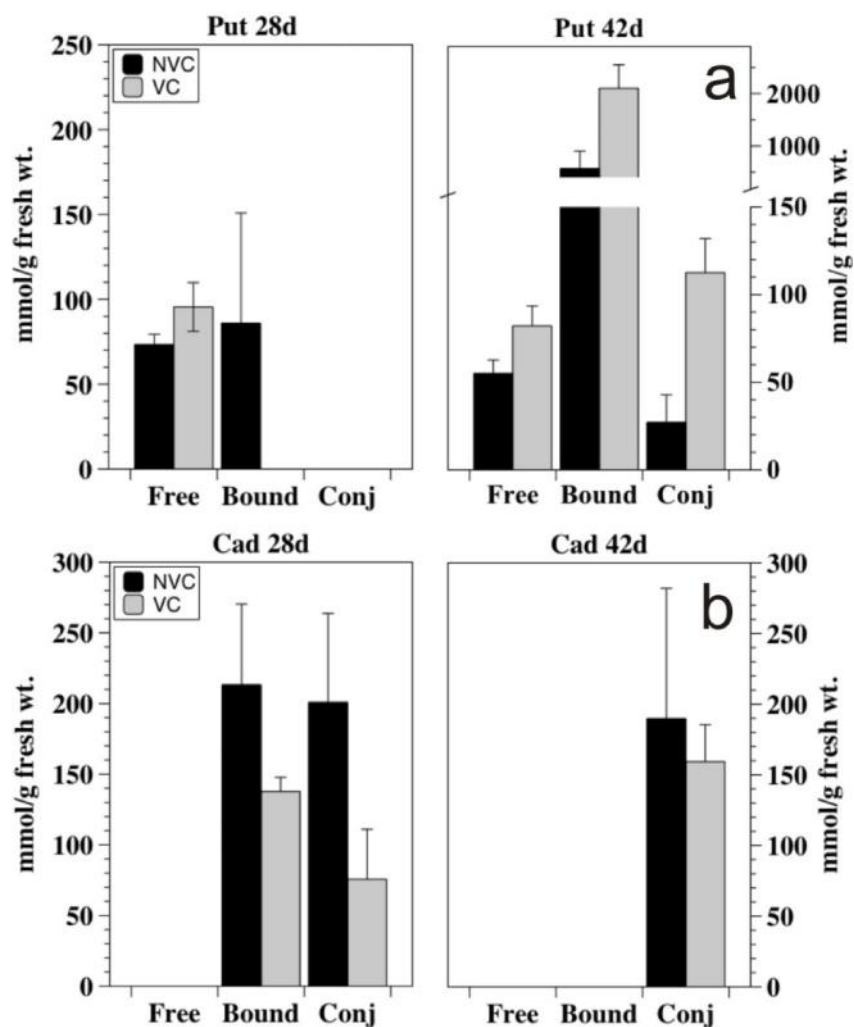 Put 28d
Put 42d
250
200
150
100
50
0
mmol/g fresh wt.
NVC
VC
Free Bound Conj
a
2000
1000
150
100
50
0
mmol/g fresh wt.
Free Bound Conj
Cad 28d
Cad 42d
300
250
200
150
100
50
0
mmol/g fresh wt.
NVC
VC
Free Bound Conj
b
300
250
200
150
100
50
0
mmol/g fresh wt.
Free Bound Conj